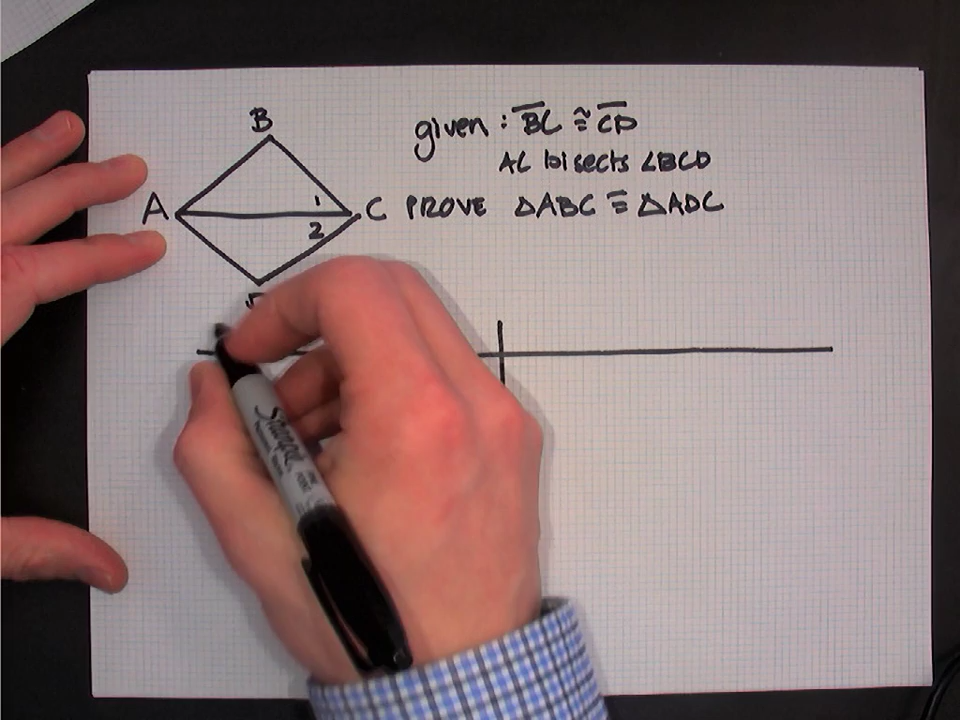 B
given : BC ≅ CD
AC bisects ∠BCD
A 1 C PROVE △ABC ≅ △ADC
2
Sharpie